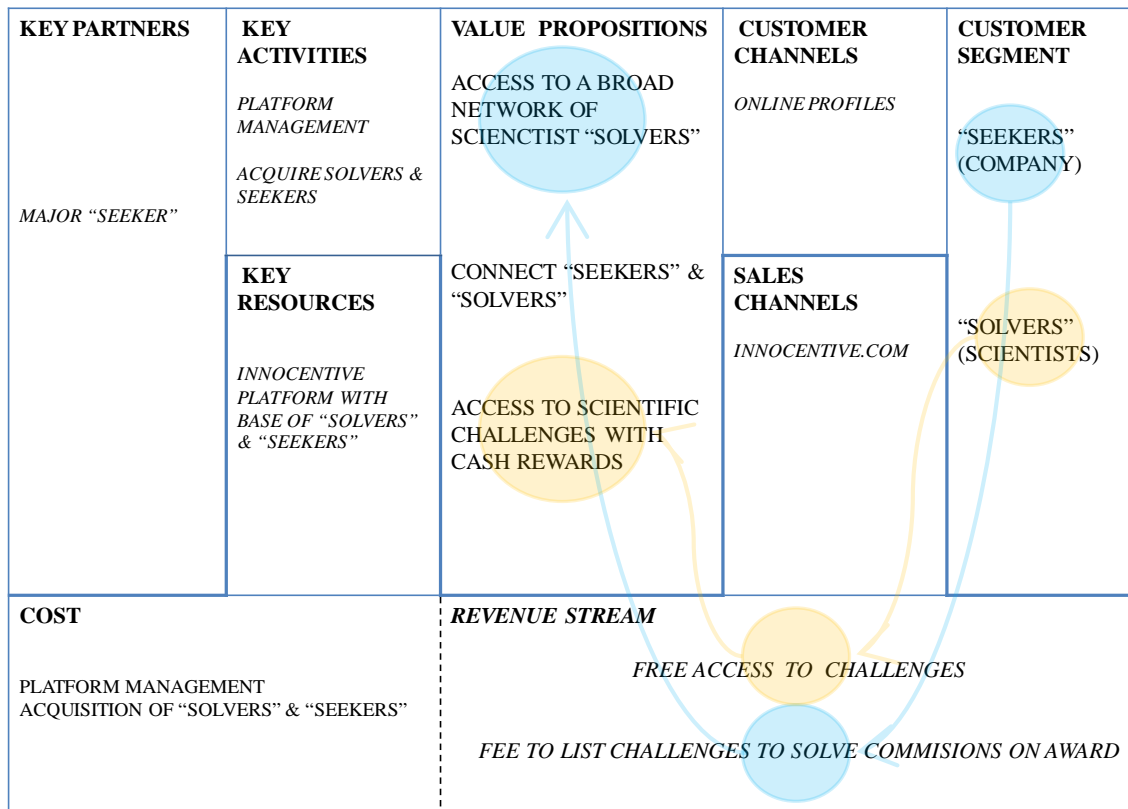 KEY PARTNERS
MAJOR “SEEKER”
KEY
ACTIVITIES
PLATFORM
MANAGEMENT
ACQUIRE SOLVERS &
SEEKERS
KEY
RESOURCES
INNOCENTIVE
PLATFORM WITH
BASE OF “SOLVERS”
& “SEEKERS”
VALUE PROPOSITIONS
ACCESS TO A BROAD
NETWORK OF
SCIENCTIST “SOLVERS”
CONNECT “SEEKERS” &
“SOLVERS”
ACCESS TO SCIENTIFIC
CHALLENGES WITH
CASH REWARDS
CUSTOMER
CHANNELS
ONLINE PROFILES
SALES
CHANNELS
INNOCENTIVE.COM
CUSTOMER
SEGMENT
“SEEKERS”
(COMPANY)
“SOLVERS”
(SCIENTISTS)
COST
PLATFORM MANAGEMENT
ACQUISITION OF “SOLVERS” & “SEEKERS”
REVENUE STREAM
FREE ACCESS TO CHALLENGES
FEE TO LIST CHALLENGES TO SOLVE COMMISIONS ON AWARD